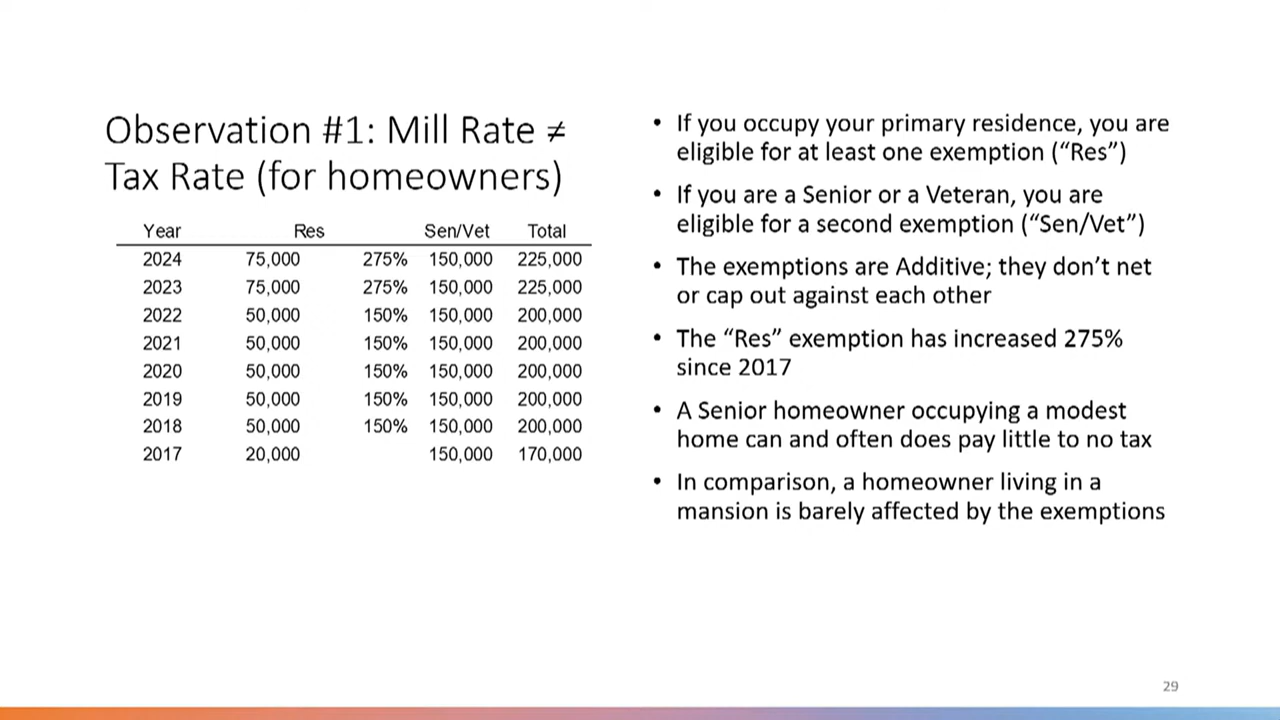 Observation #1: Mill Rate ≠
Tax Rate (for homeowners)
Year Res Sen/Vet Total
2024 75,000 275% 150,000 225,000
2023 75,000 275% 150,000 225,000
2022 50,000 150% 150,000 200,000
2021 50,000 150% 150,000 200,000
2020 50,000 150% 150,000 200,000
2019 50,000 150% 150,000 200,000
2018 50,000 150% 150,000 200,000
2017 20,000 150,000 170,000
• If you occupy your primary residence, you are
eligible for at least one exemption (“Res”)
• If you are a Senior or a Veteran, you are
eligible for a second exemption (“Sen/Vet”)
• The exemptions are Additive; they don’t net
or cap out against each other
• The “Res” exemption has increased 275%
since 2017
• A Senior homeowner occupying a modest
home can and often does pay little to no tax
• In comparison, a homeowner living in a
mansion is barely affected by the exemptions
29